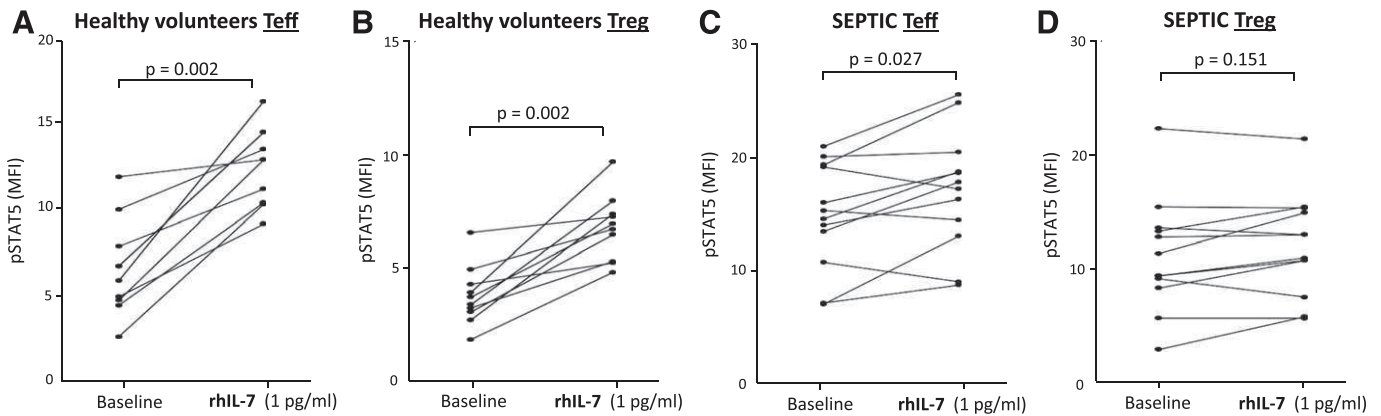 A Healthy volunteers Teff
pSTAT5 (MFI)
20
15
10
5
0
p = 0.002
Baseline rhIL-7 (1 pg/ml)
B Healthy volunteers Treg
pSTAT5 (MFI)
15
10
5
0
p = 0.002
Baseline rhIL-7 (1 pg/ml)
C SEPTIC Teff
pSTAT5 (MFI)
30
20
10
0
p = 0.027
Baseline rhIL-7 (1 pg/ml)
D SEPTIC Treg
pSTAT5 (MFI)
30
20
10
0
p = 0.151
Baseline rhIL-7 (1 pg/ml)